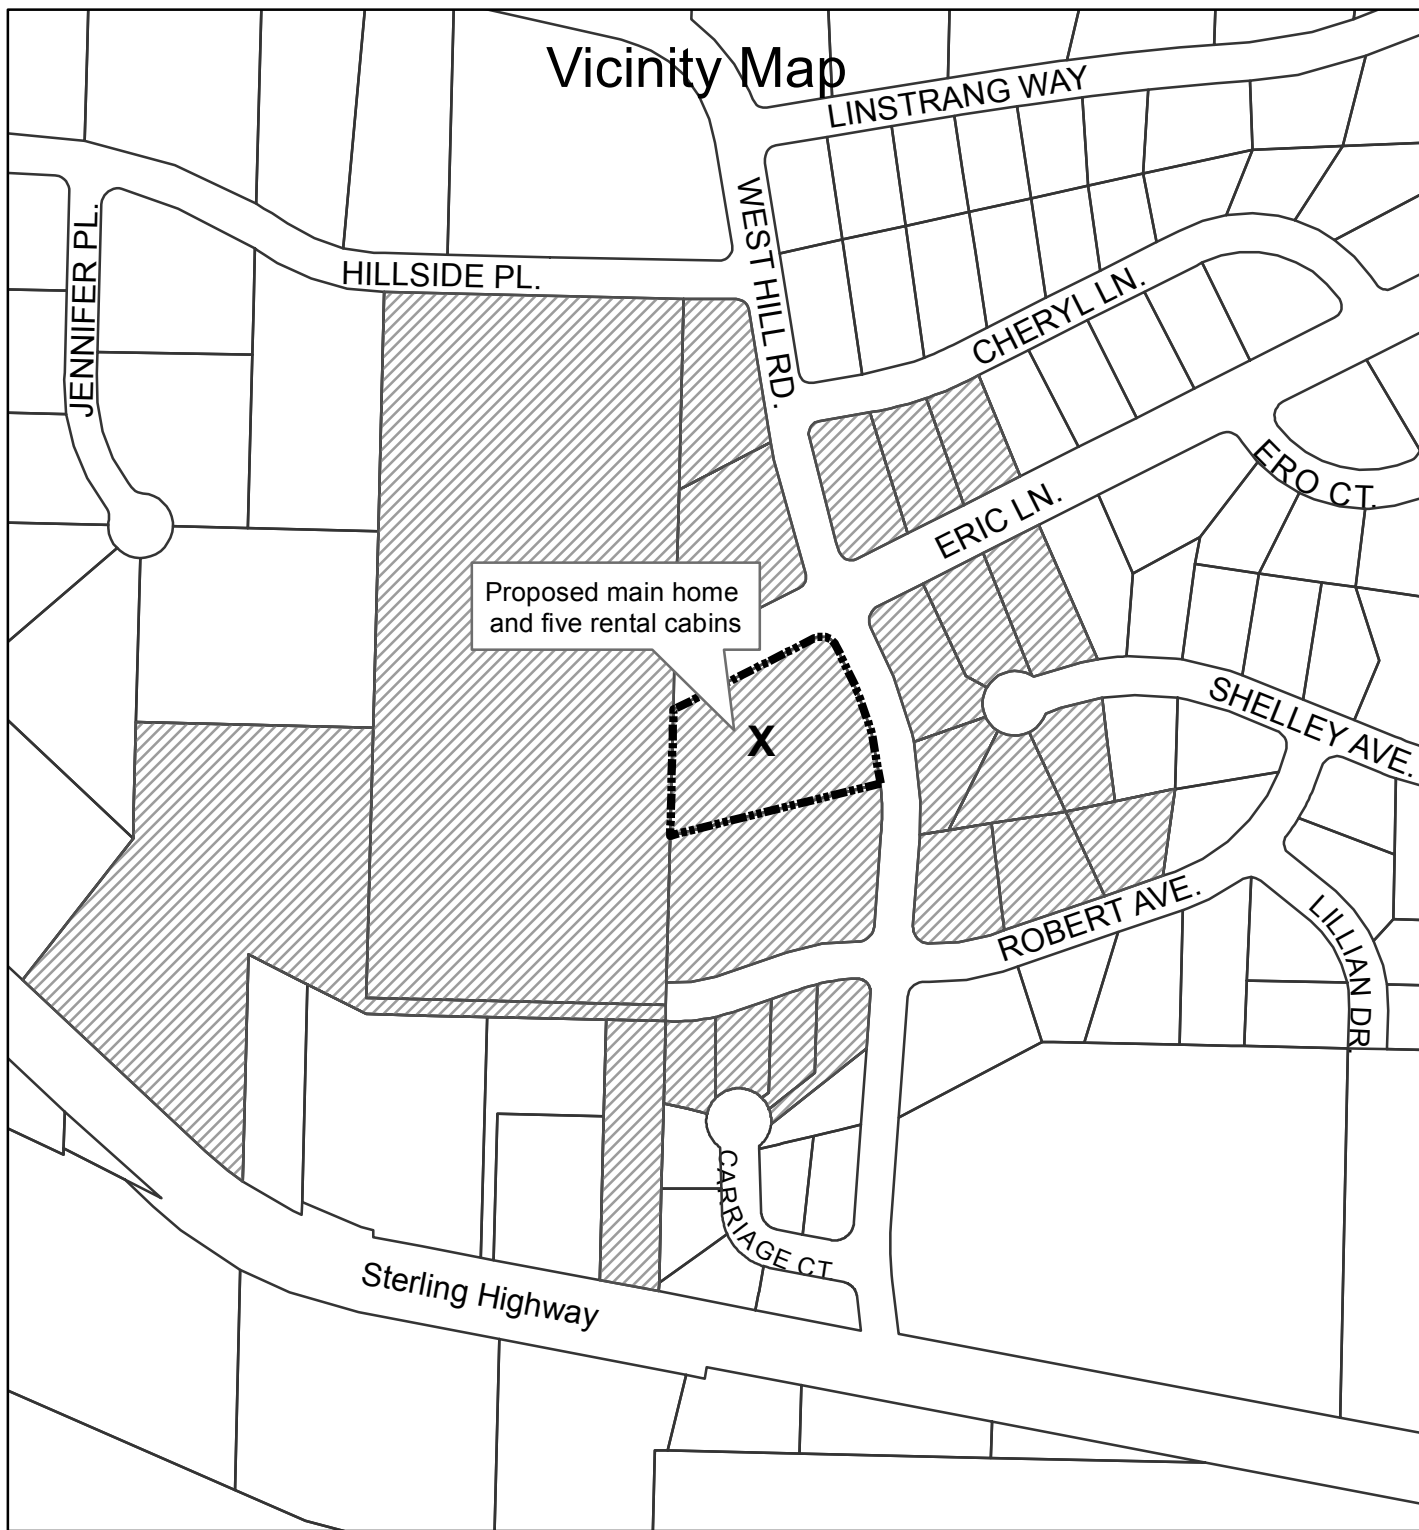 Vicinity Map
LINSTRANG WAY
WEST HILL RD.
JENNIFER PL.
HILLSIDE PL.
CHERYL LN.
ERIC LN.
ERO CT.
Proposed main home
and five rental cabins
X
SHELLEY AVE.
ROBERT AVE.
LILLIAN DR.
CARRIAGE CT
Sterling Highway